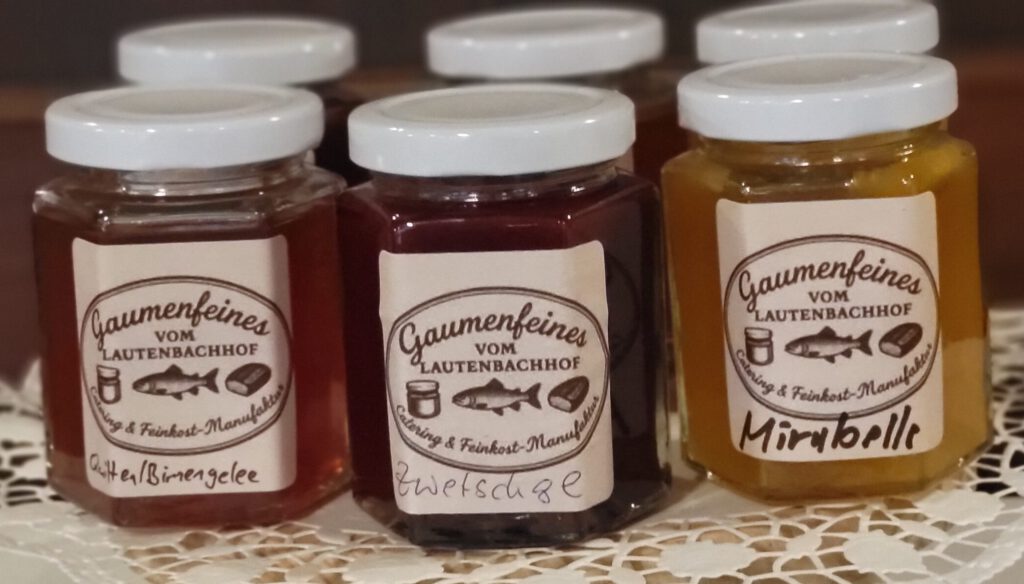 Gaumenfeines
VOM
LAUTENBACHHOF
Catering & Feinkost-Manufaktur
Quitten/Birnengelee
Gaumenfeines
VOM
LAUTENBACHHOF
Catering & Feinkost-Manufaktur
Zwetschge
Gaumenfeines
VOM
LAUTENBACHHOF
Catering & Feinkost-Manufaktur
Mirabelle